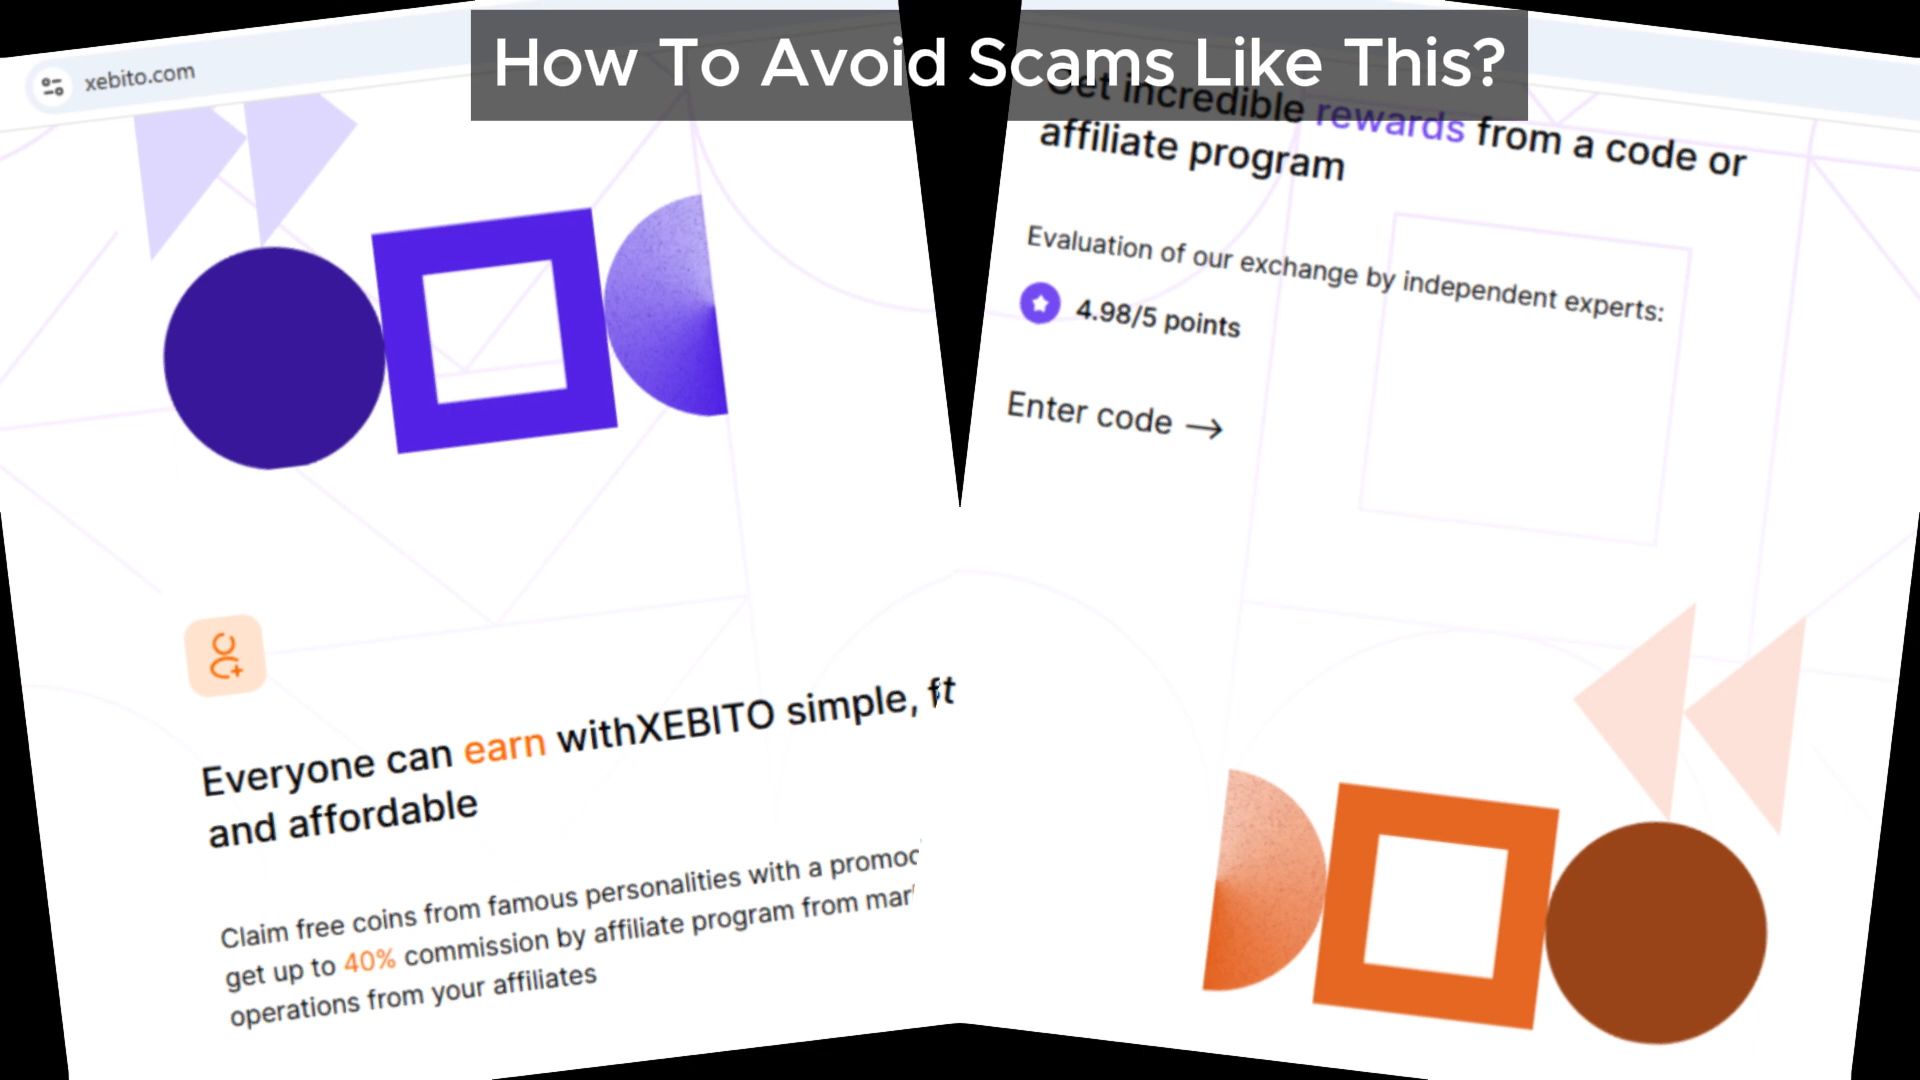 How To Avoid Scams Like This?
xebito.com
Everyone can earn withXEBITO simple,
and affordable
Claim free coins from famous personalities with a
get up to 40% commission by affiliate program from
operations from your affiliates
Get incredible rewards from a code or
affiliate program
Evaluation of our exchange by independent experts:
4.98/5 points
Enter code →